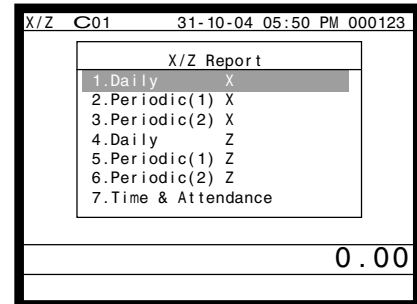 X/Z C01 31-10-04 05:50 PM 000123
X/Z Report
1.Daily X
2.Periodic(1) X
3.Periodic(2) X
4.Daily Z
5.Periodic(1) Z
6.Periodic(2) Z
7.Time & Attendance
0.00